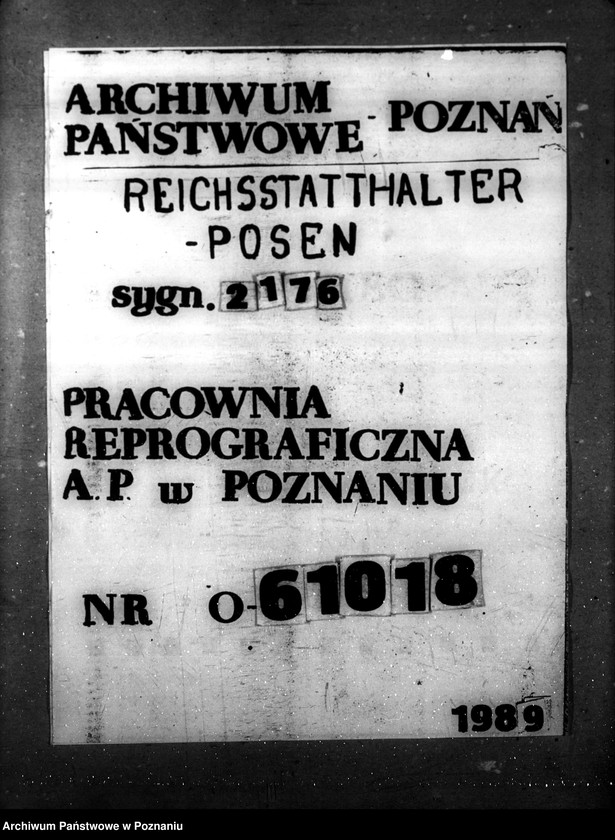 ARCHIWUM
PAŃSTWOWE - POZNAŃ
REICHSSTATTHALTER
-POSEN
sygn. 2176
PRACOWNIA
REPROGRAFICZNA
A.P. w POZNANIU
NR O-61018
1989
Archiwum Państwowe w Poznaniu